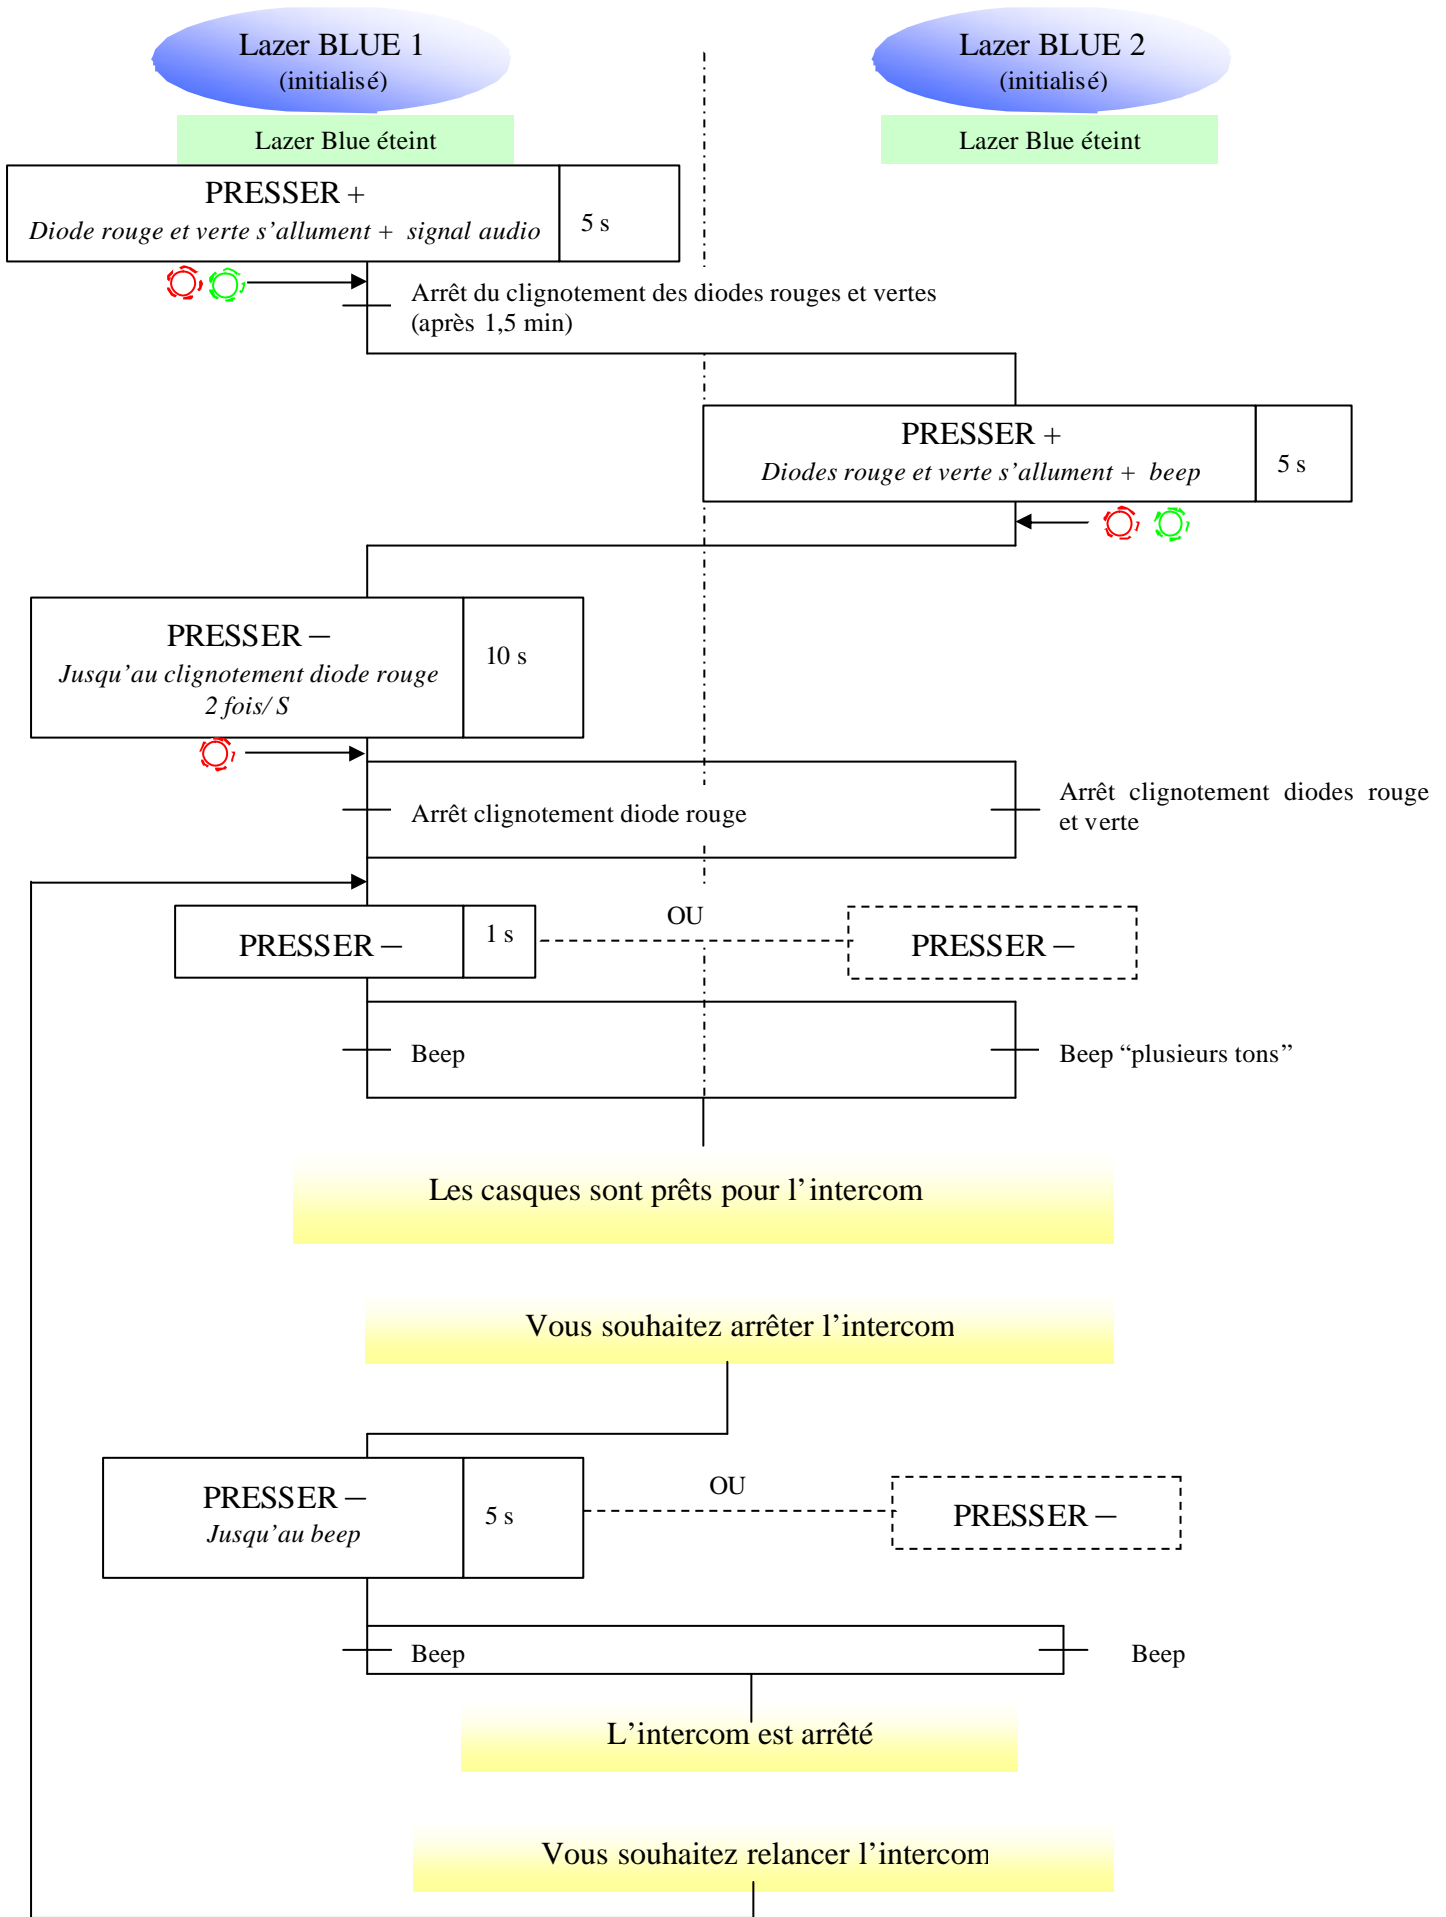 Lazer BLUE 1
(initialisé)
Lazer BLUE 2
(initialisé)
Lazer Blue éteint
Lazer Blue éteint
PRESSER +
Diode rouge et verte s’allument + signal audio
5 s
Arrêt du clignotement des diodes rouges et vertes
(après 1,5 min)
PRESSER +
Diodes rouge et verte s’allument + beep
5 s
PRESSER –
Jusqu’au clignotement diode rouge
2 fois/ S
10 s
Arrêt clignotement diode rouge
Arrêt clignotement diodes rouge
et verte
PRESSER –
1 s
OU
PRESSER –
Beep
Beep “plusieurs tons”
Les casques sont prêts pour l’intercom
Vous souhaitez arrêter l’intercom
PRESSER –
Jusqu’au beep
5 s
OU
PRESSER –
Beep
Beep
L’intercom est arrêté
Vous souhaitez relancer l’intercom